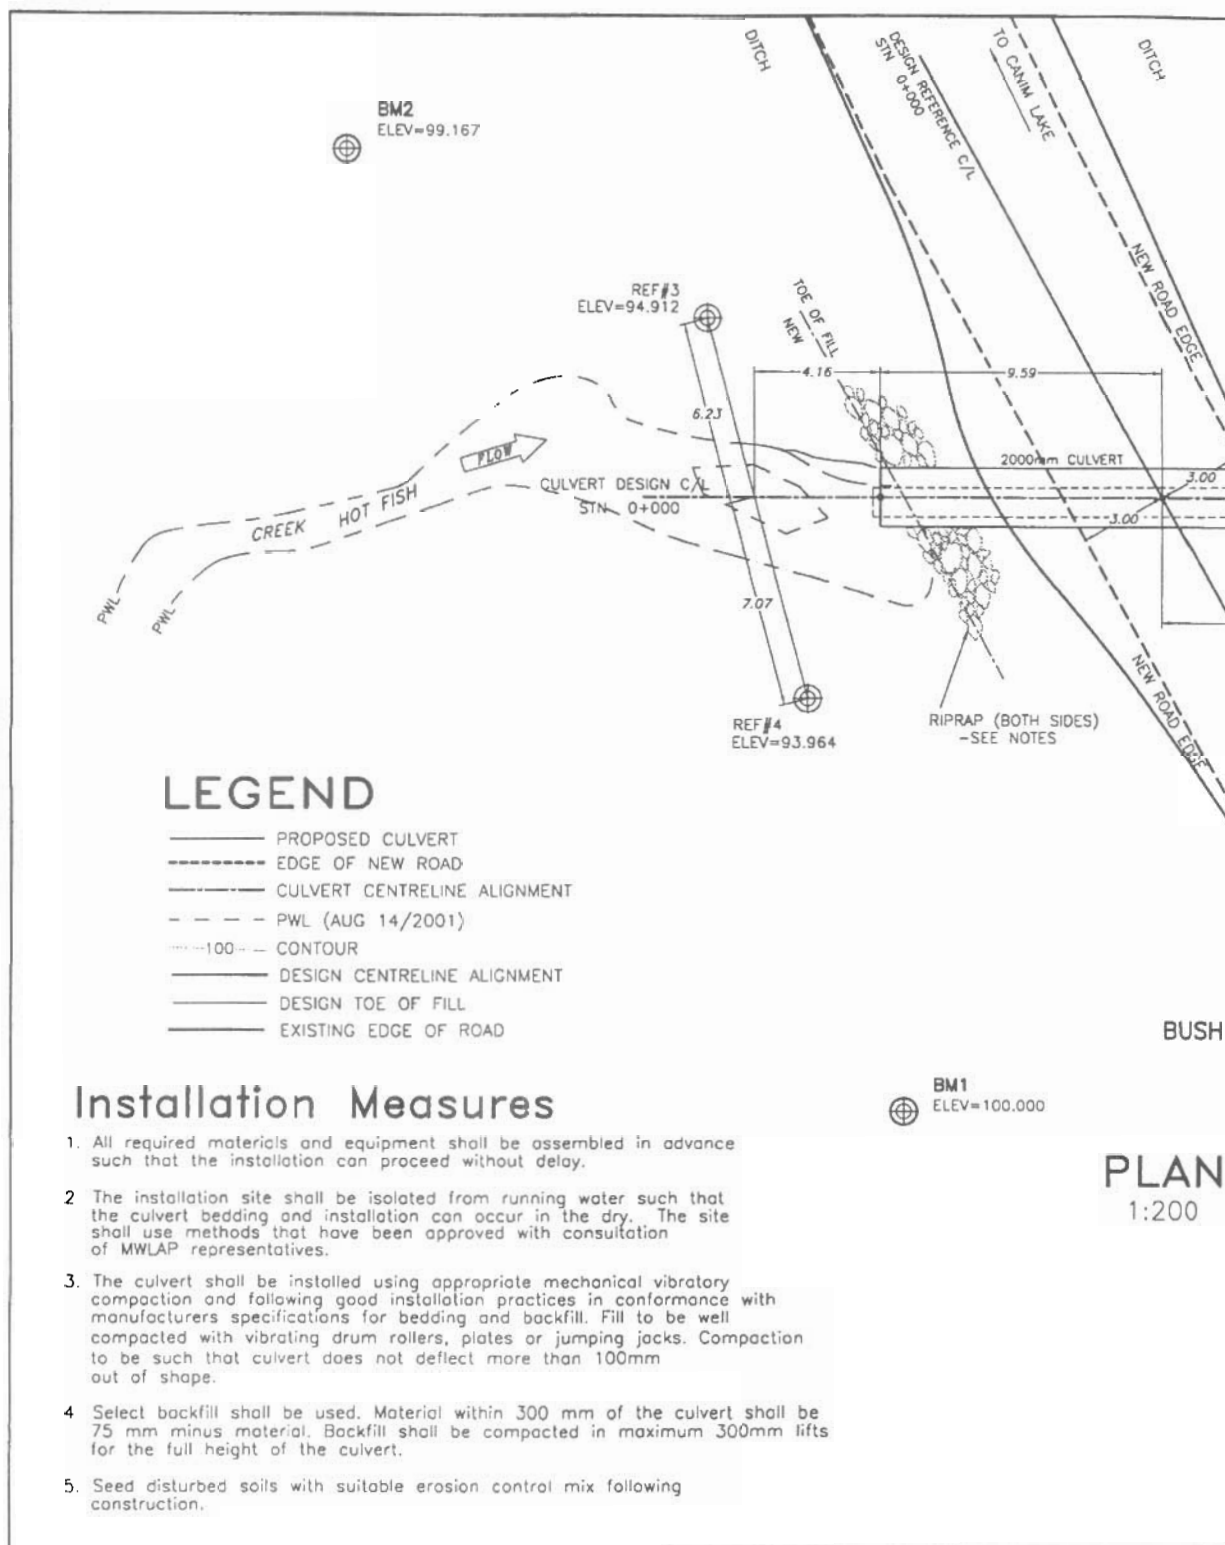 DITCH
DESIGN REFERENCE C/L
STN 0+000
TO CANIM LAKE
DITCH
BM2
ELEV=99.167
NEW ROAD EDGE
REF#3
ELEV=94.912
TOE OF FILL
NEW
4.16
9.59
6.23
FLOW
2000mm CULVERT
3.00
CULVERT DESIGN C/L
STN 0+000
CREEK HOT FISH
3.00
PWL
PWL
7.07
NEW ROAD EDGE
REF#4
ELEV=93.964
RIPRAP (BOTH SIDES)
-SEE NOTES
LEGEND
PROPOSED CULVERT
EDGE OF NEW ROAD
CULVERT CENTRELINE ALIGNMENT
PWL (AUG 14/2001)
100 CONTOUR
DESIGN CENTRELINE ALIGNMENT
DESIGN TOE OF FILL
EXISTING EDGE OF ROAD
BUSH
BM1
ELEV=100.000
PLAN
1:200
Installation Measures
1. All required materials and equipment shall be assembled in advance
such that the installation can proceed without delay.
2 The installation site shall be isolated from running water such that
the culvert bedding and installation can occur in the dry. The site
shall use methods that have been approved with consultation
of MWLAP representatives.
3. The culvert shall be installed using appropriate mechanical vibratory
compaction and following good installation practices in conformance with
manufacturers specifications for bedding and backfill. Fill to be well
compacted with vibrating drum rollers, plates or jumping jacks. Compaction
to be such that culvert does not deflect more than 100mm
out of shape.
4 Select backfill shall be used. Material within 300 mm of the culvert shall be
75 mm minus material. Backfill shall be compacted in maximum 300mm lifts
for the full height of the culvert.
5. Seed disturbed soils with suitable erosion control mix following
construction.